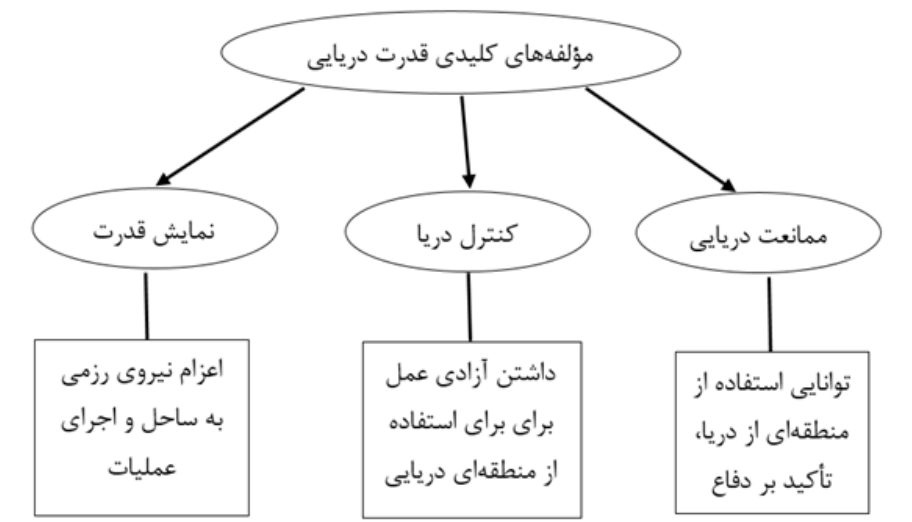 مؤلفه‌های کلیدی قدرت دریایی
ممانعت دریایی
کنترل دریا
نمایش قدرت
توانایی استفاده از
منطقه‌ای از دریا،
تأکید بر دفاع
داشتن آزادی عمل
برای برای استفاده
از منطقه‌ای دریایی
اعزام نیروی رزمی
به ساحل و اجرای
عملیات